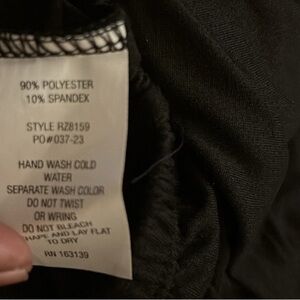 90% POLYESTER
10% SPANDEX
STYLE RZ8159
PO#037-23
HAND WASH COLD
WATER
SEPARATE WASH COLOR
DO NOT TWIST
OR WRING
DO NOT BLEACH
HAPE AND LAY FLAT
TO DRY
RN 163139